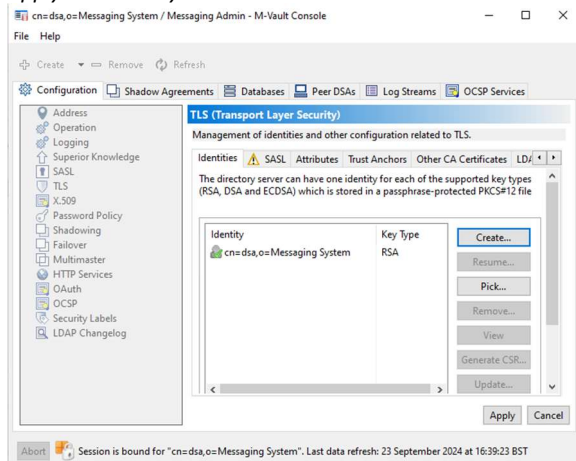 cn=dsa,o=Messaging System / Messaging Admin - M-Vault Console
File Help
Create Remove Refresh
Configuration Shadow Agreements Databases Peer DSAs Log Streams OCSP Services
Address
Operation
Logging
Superior Knowledge
SASL
TLS
X.509
Password Policy
Shadowing
Failover
Multimaster
HTTP Services
OAuth
OCSP
Security Labels
LDAP Changelog
TLS (Transport Layer Security)
Management of identities and other configuration related to TLS.
Identities SASL Attributes Trust Anchors Other CA Certificates LDA
The directory server can have one identity for each of the supported key types
(RSA, DSA and ECDSA) which is stored in a passphrase-protected PKCS#12 file
Identity Key Type
cn=dsa,o=Messaging System RSA
Create...
Resume...
Pick...
Remove...
View
Generate CSR...
Update...
Apply Cancel
Abort Session is bound for "cn=dsa,o=Messaging System". Last data refresh: 23 September 2024 at 16:39:23 BST